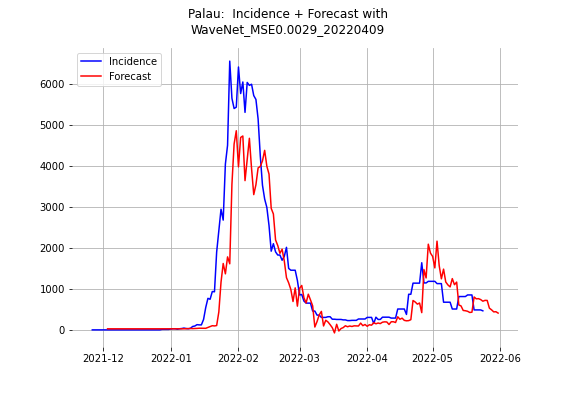 Palau:  Incidence + Forecast with
WaveNet_MSE0.0029_20220409
Incidence
Forecast
6000
5000
4000
3000
2000
1000
0
2021-12 2022-01 2022-02 2022-03 2022-04 2022-05 2022-06